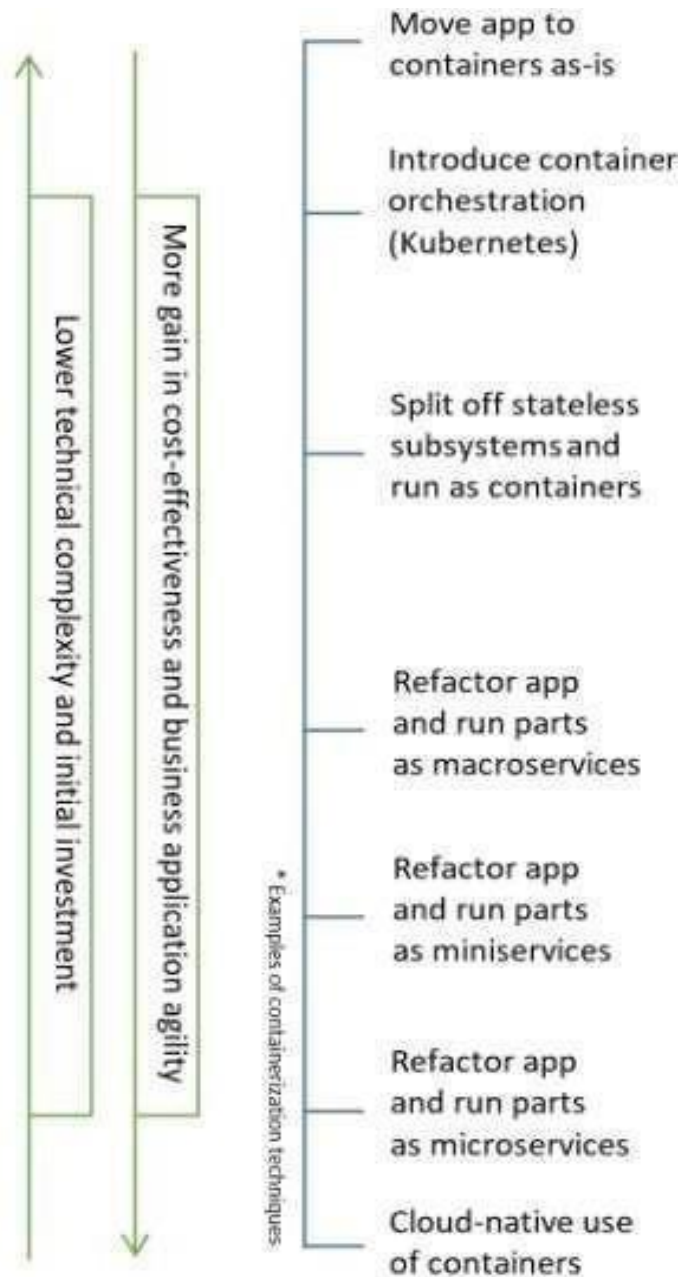 Move app to
containers as-is
Introduce container
orchestration
(Kubernetes)
Split off stateless
subsystems and
run as containers
Refactor app
and run parts
as macroservices
Refactor app
and run parts
as miniservices
Refactor app
and run parts
as microservices
Cloud-native use
of containers
* Examples of containerization techniques
More gain in cost-effectiveness and business application agility
Lower technical complexity and initial investment